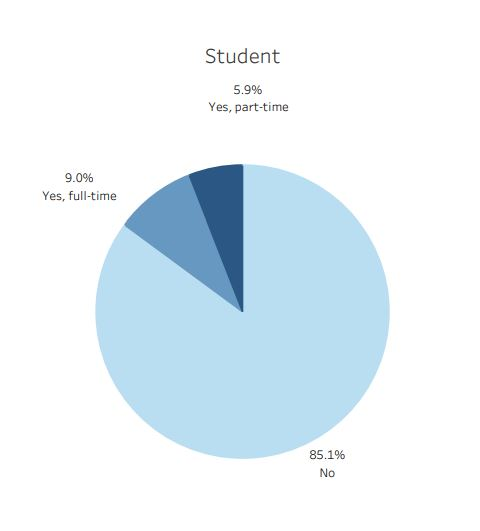 Student
5.9%
Yes, part-time
9.0%
Yes, full-time
85.1%
No